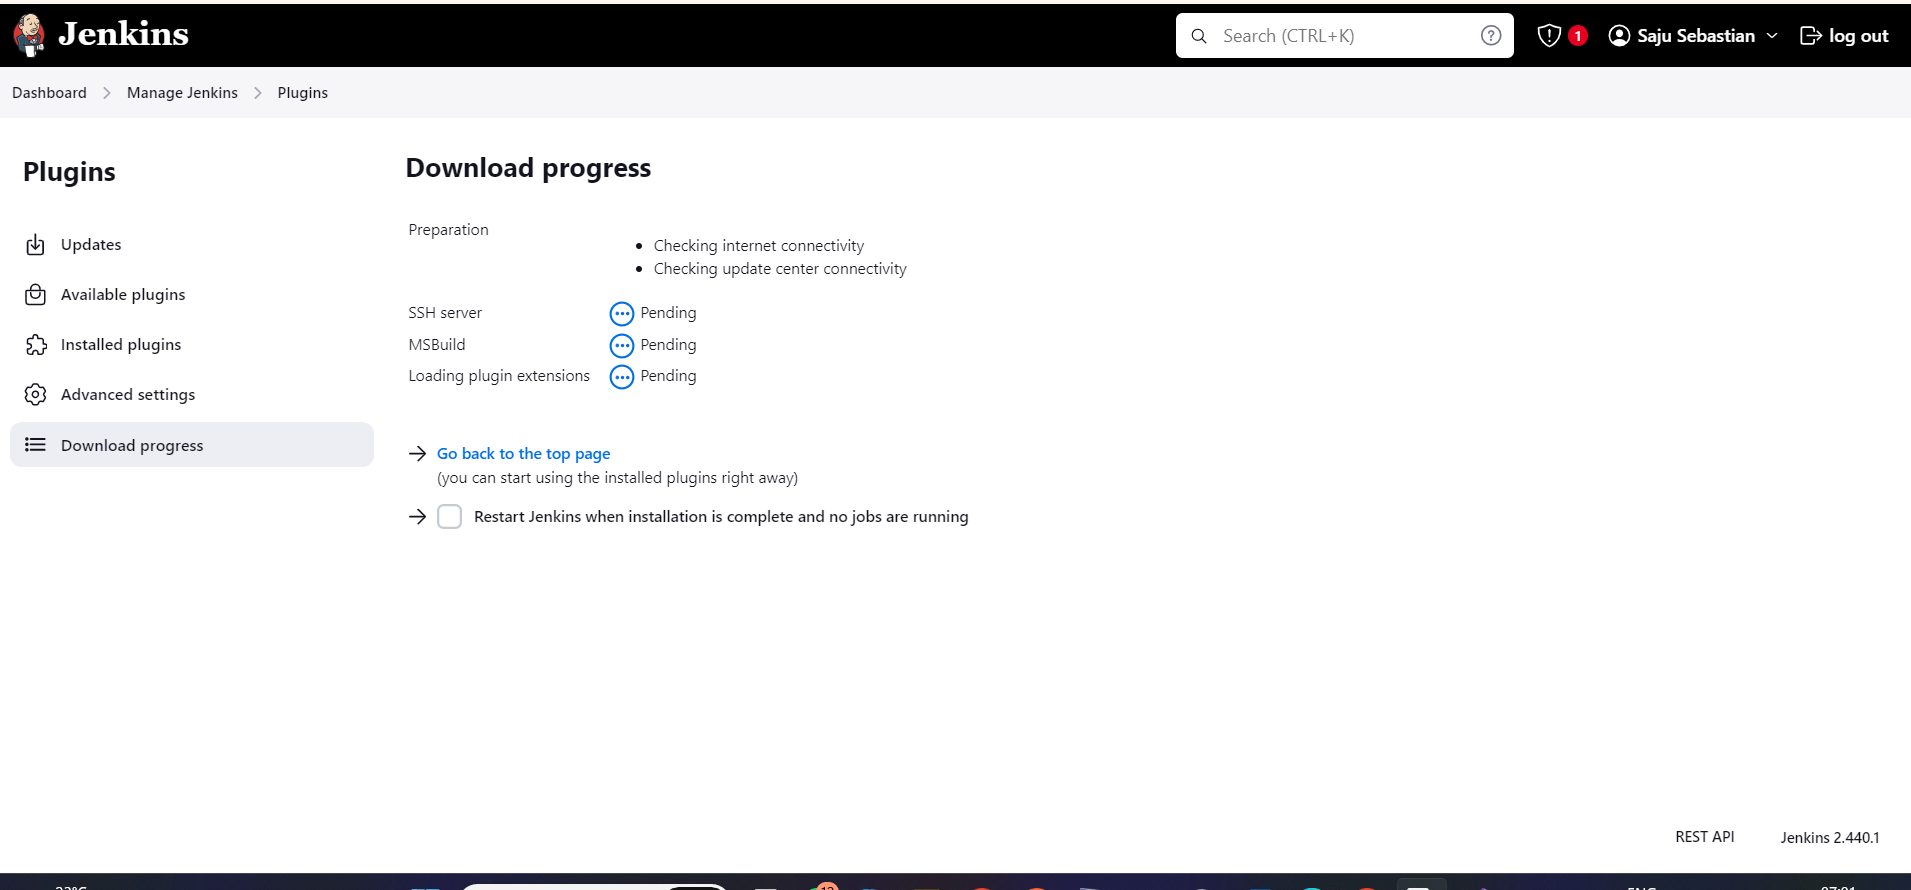 Jenkins
Search (CTRL+K)
1
Saju Sebastian
log out
Dashboard
Manage Jenkins
Plugins
Plugins
Updates
Available plugins
Installed plugins
Advanced settings
Download progress
Download progress
Preparation
Checking internet connectivity
Checking update center connectivity
SSH server Pending
MSBuild Pending
Loading plugin extensions Pending
Go back to the top page
(you can start using the installed plugins right away)
Restart Jenkins when installation is complete and no jobs are running
REST API
Jenkins 2.440.1